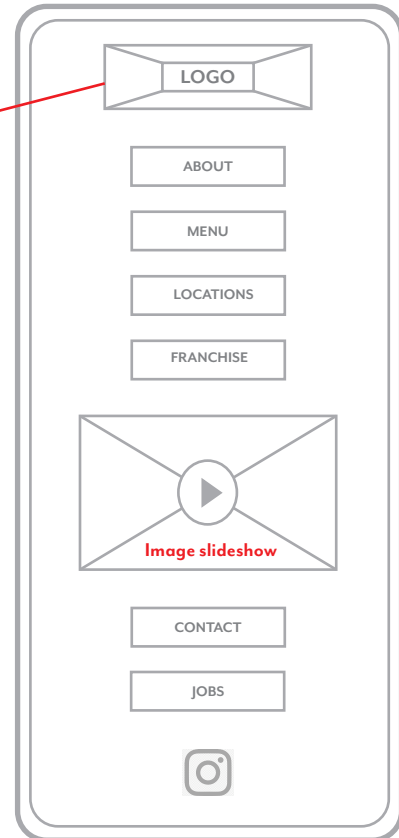 LOGO
ABOUT
MENU
LOCATIONS
FRANCHISE
Image slideshow
CONTACT
JOBS